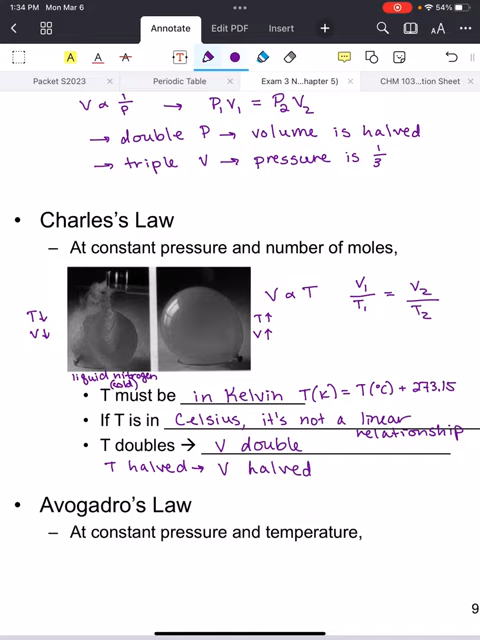 1:34 PM Mon Mar 6
54%
Annotate Edit PDF Insert
Packet S2023 Periodic Table Exam 3 N...hapter 5) CHM 103...tion Sheet
V ∝ 1/P → P₁V₁ = P₂V₂
→ double P → volume is halved
→ triple V → pressure is 1/3
• Charles's Law
– At constant pressure and number of moles,
V ∝ T V₁/T₁ = V₂/T₂
T↓ T↑
V↓ V↑
liquid nitrogen
(cold)
• T must be in Kelvin T(K) = T(°C) + 273.15
• If T is in Celsius, it's not a linear
relationship
• T doubles → V double
T halved → V halved
• Avogadro's Law
– At constant pressure and temperature,
9